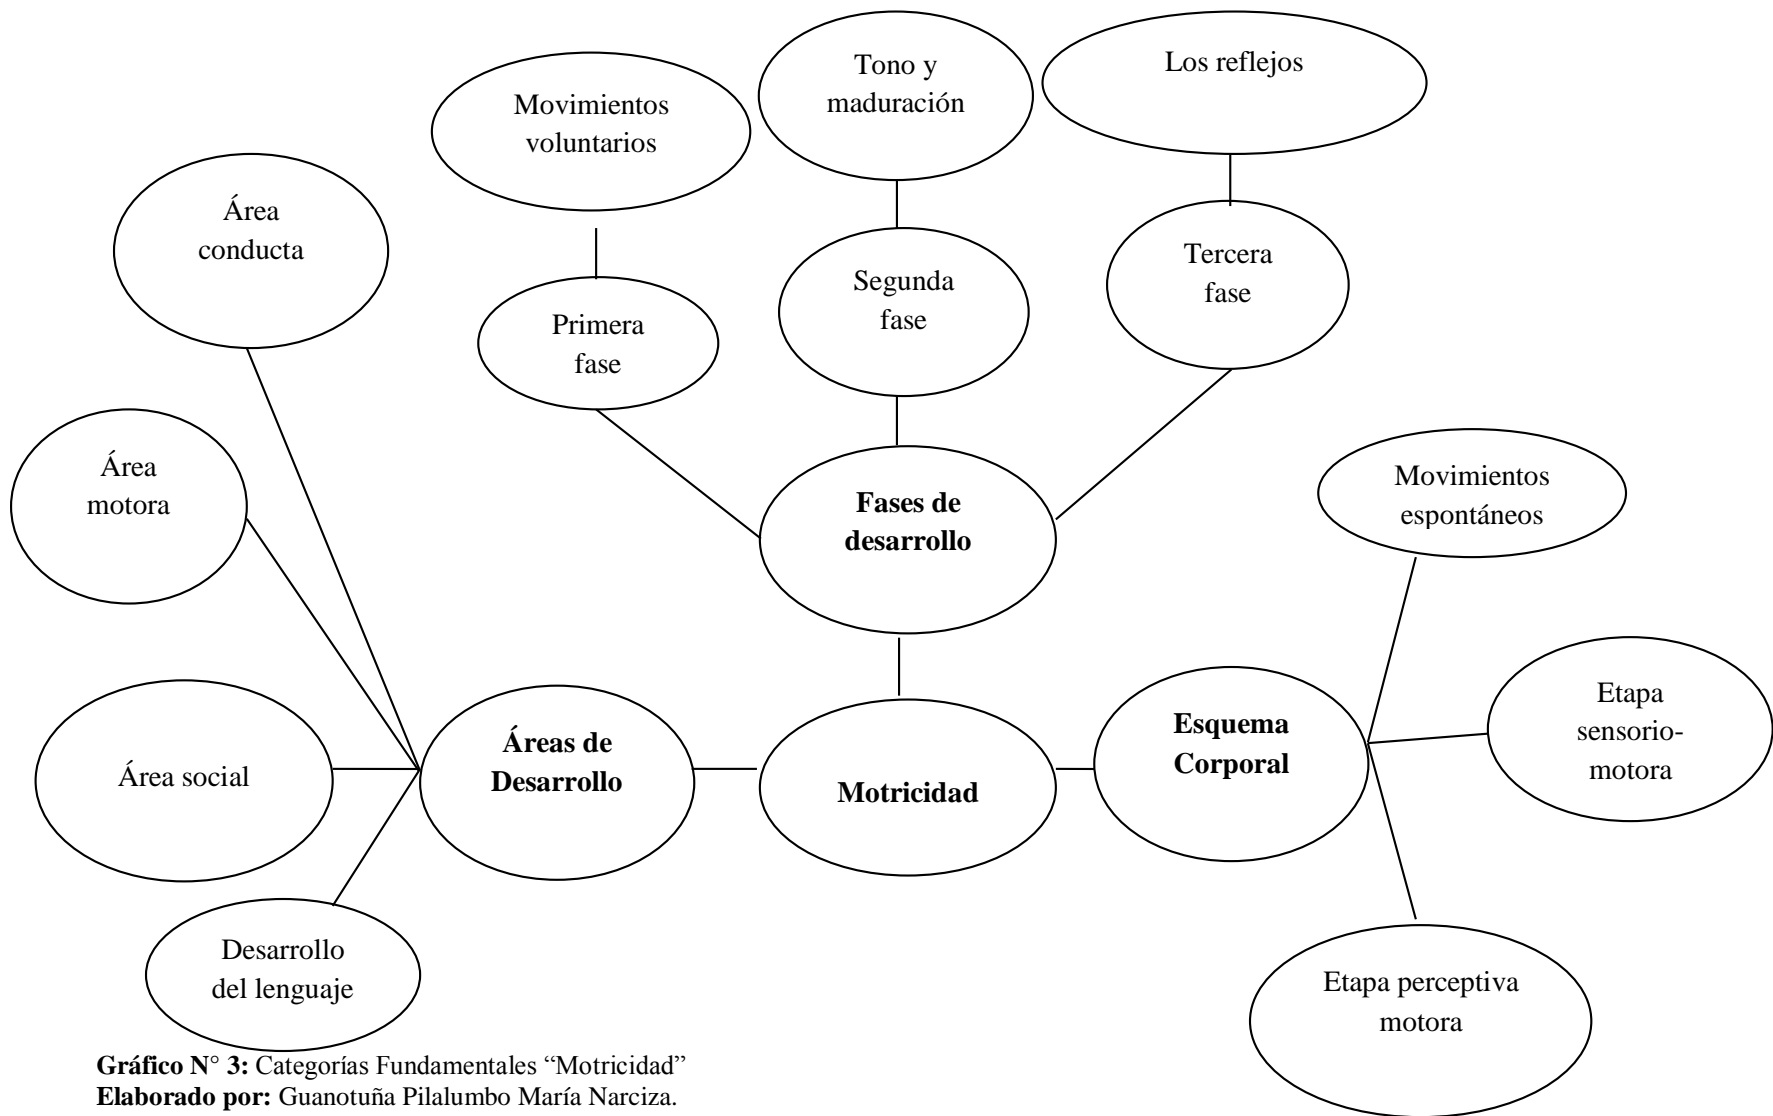 Los reflejos
Tono y
maduración
Movimientos
voluntarios
Área
conducta
Tercera
fase
Segunda
fase
Primera
fase
Área
motora
Movimientos
espontáneos
Fases de
desarrollo
Etapa
sensorio-
motora
Esquema
Corporal
Áreas de
Desarrollo
Área social
Motricidad
Desarrollo
del lenguaje
Etapa perceptiva
motora
Gráfico N° 3: Categorías Fundamentales “Motricidad”
Elaborado por: Guanotuña Pilalumbo María Narciza.